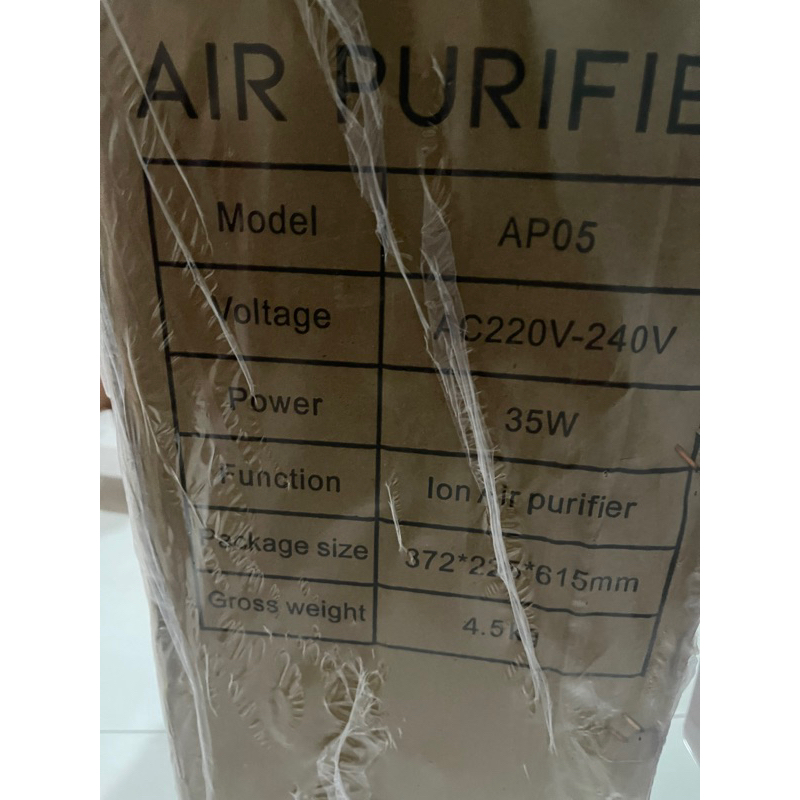 AIR PURIFIE
Model AP05
Voltage AC220V-240V
Power 35W
Function Ion Air purifier
Package size
Gross weight 4.5kg